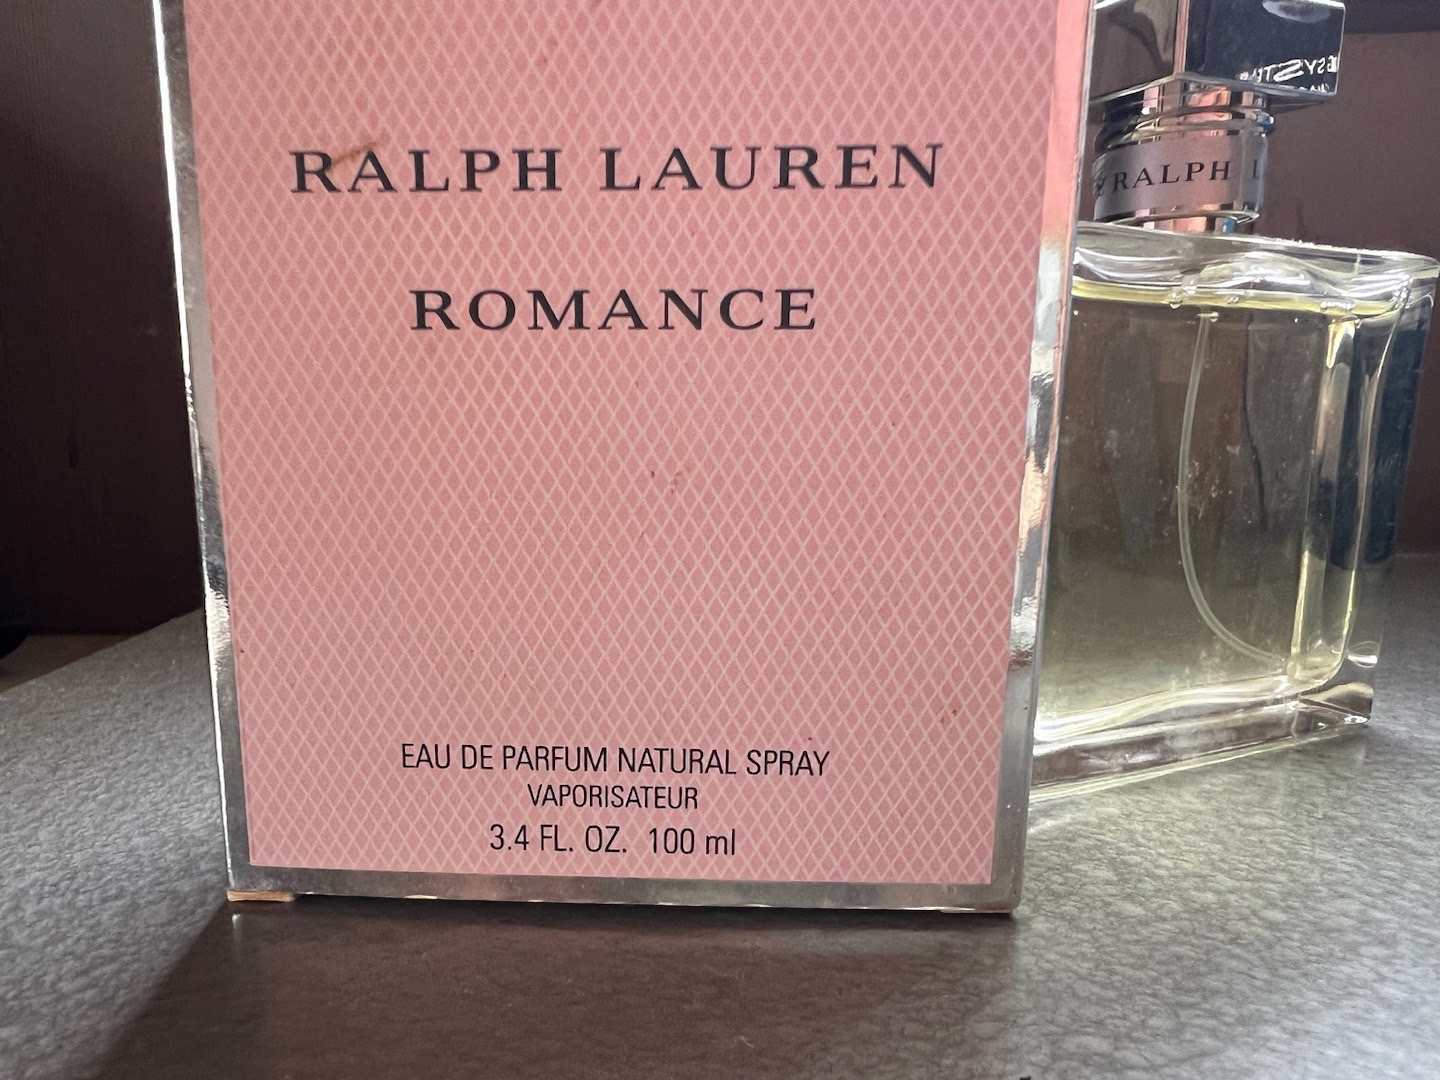 RALPH LAUREN
ROMANCE
EAU DE PARFUM NATURAL SPRAY
VAPORISATEUR
3.4 FL. OZ. 100 ml
RALPH